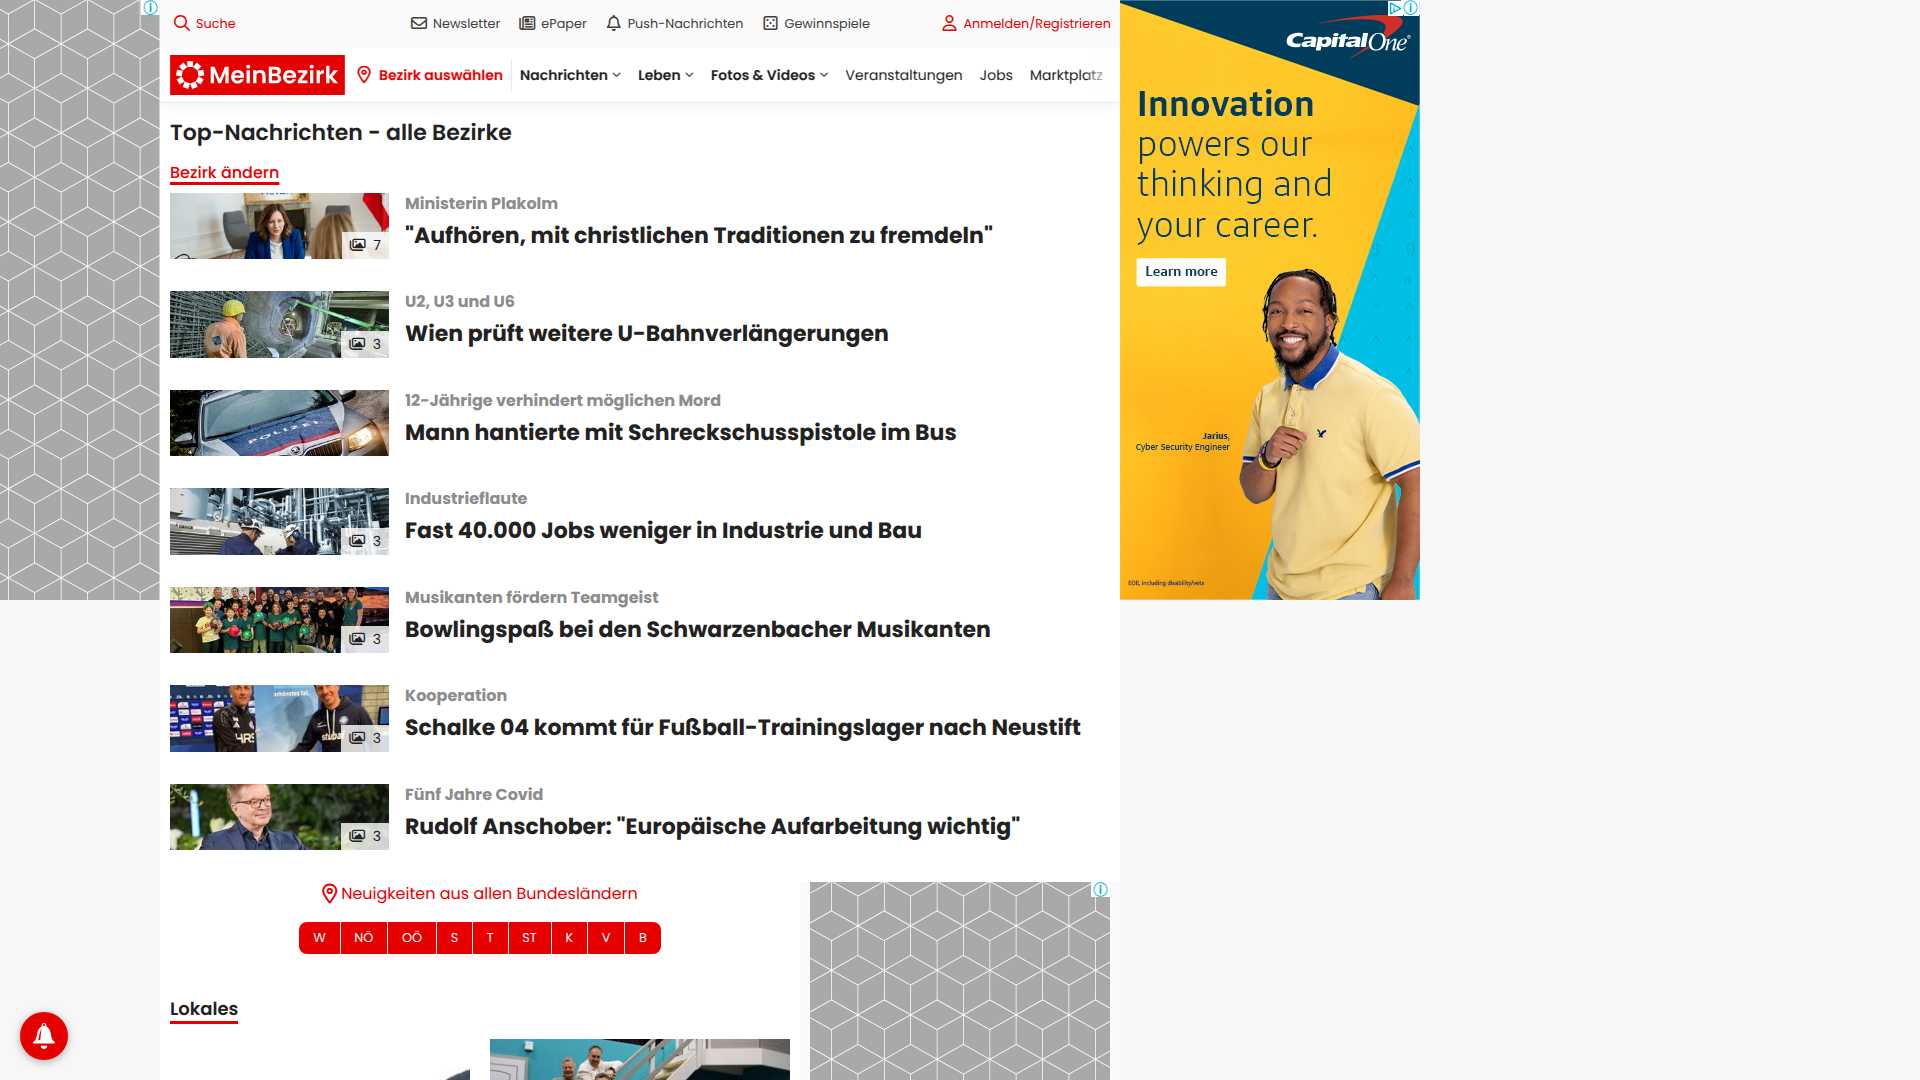 Suche
Newsletter
ePaper
Push-Nachrichten
Gewinnspiele
Anmelden/Registrieren
MeinBezirk
Bezirk auswählen
Nachrichten
Leben
Fotos & Videos
Veranstaltungen
Jobs
Marktplatz
Top-Nachrichten - alle Bezirke
Bezirk ändern
7
Ministerin Plakolm
"Aufhören, mit christlichen Traditionen zu fremdeln"
3
U2, U3 und U6
Wien prüft weitere U-Bahnverlängerungen
POLIZEI
12-Jährige verhindert möglichen Mord
Mann hantierte mit Schreckschusspistole im Bus
3
Industrieflaute
Fast 40.000 Jobs weniger in Industrie und Bau
3
Musikanten fördern Teamgeist
Bowlingspaß bei den Schwarzenbacher Musikanten
3
Kooperation
Schalke 04 kommt für Fußball-Trainingslager nach Neustift
3
Fünf Jahre Covid
Rudolf Anschober: "Europäische Aufarbeitung wichtig"
Neuigkeiten aus allen Bundesländern
W
NÖ
OÖ
S
T
ST
K
V
B
Lokales
CapitalOne
Innovation
powers our
thinking and
your career.
Learn more
Jarius,
Cyber Security Engineer
EOE, including disability/vets